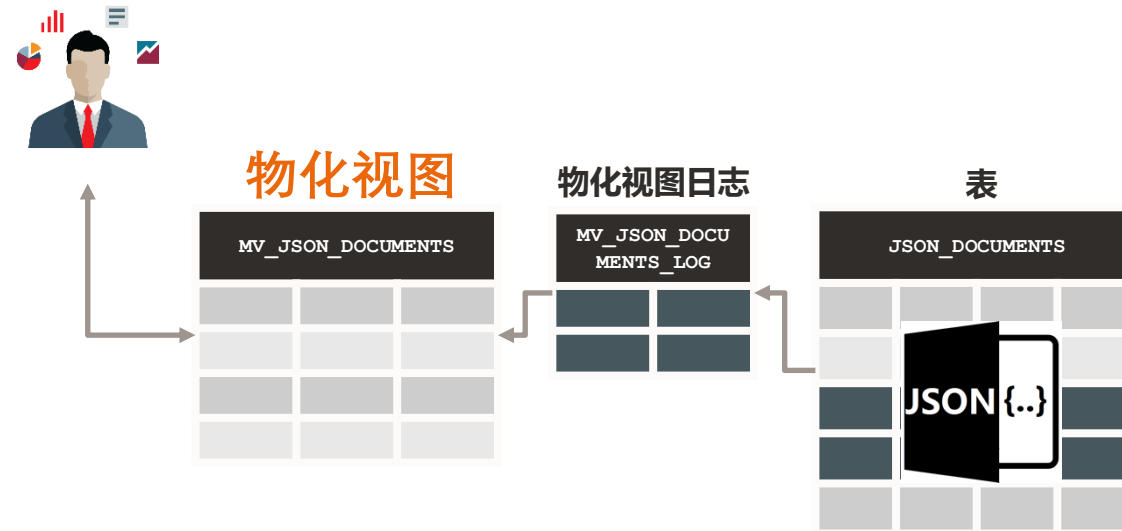 物化视图
物化视图日志
表
MV_JSON_DOCUMENTS
MV_JSON_DOCU
MENTS_LOG
JSON_DOCUMENTS
JSON {..}